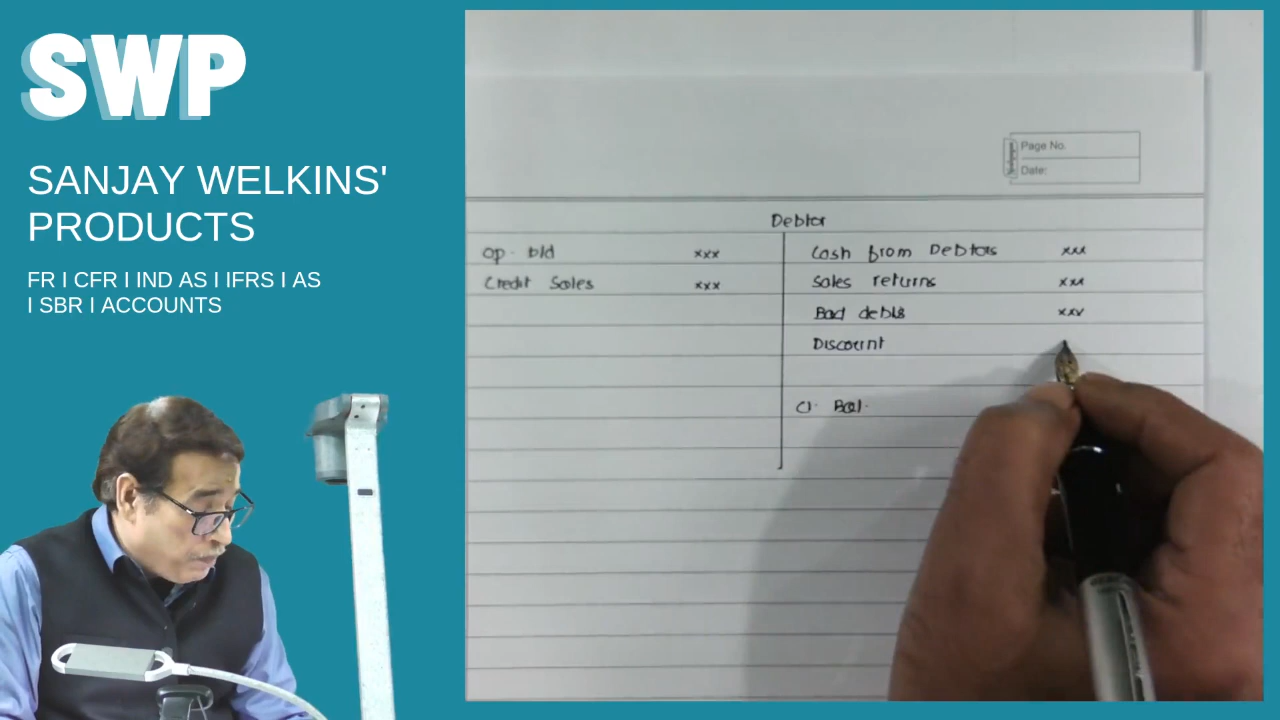 SWP
SANJAY WELKINS'
PRODUCTS
FR I CFR I IND AS I IFRS I AS
I SBR I ACCOUNTS
Page No.
Date:
Debtor
Op. bld xxx
Credit Sales xxx
Cash from Debtors xxx
Sales returns xxx
Bad debts xxx
Discount
Cl. Bal.